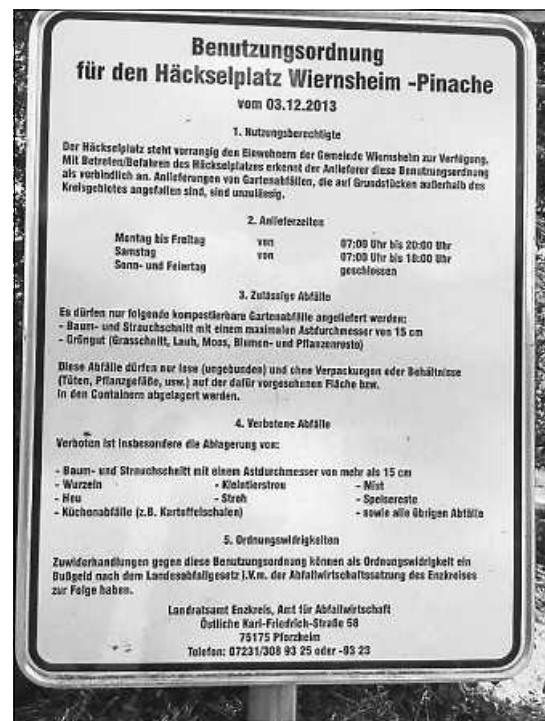 Benutzungsordnung
für den Häckselplatz Wiernsheim -Pinache
vom 03.12.2013
1. Nutzungsberechtigte
Der Häckselplatz steht vorrangig den Einwohnern der Gemeinde Wiernsheim zur Verfügung.
Mit Betreten/Befahren des Häckselplatzes erkennt der Anlieferer diese Benutzungsordnung
als verbindlich an. Anlieferungen von Gartenabfällen, die auf Grundstücken außerhalb des
Kreisgebietes angefallen sind, sind unzulässig.
2. Anlieferzeiten
Montag bis Freitag von 07:00 Uhr bis 20:00 Uhr
Samstag von 07:00 Uhr bis 18:00 Uhr
Sonn- und Feiertag geschlossen
3. Zulässige Abfälle
Es dürfen nur folgende kompostierbare Gartenabfälle angeliefert werden:
- Baum- und Strauchschnitt mit einem maximalen Astdurchmesser von 15 cm
- Grüngut (Grasschnitt, Laub, Moos, Blumen- und Pflanzenreste)
Diese Abfälle dürfen nur lose (ungebunden) und ohne Verpackungen oder Behältnisse
(Tüten, Pflanzgefäße, usw.) auf der dafür vorgesehenen Fläche bzw.
in den Containern abgelagert werden.
4. Verbotene Abfälle
Verboten ist insbesondere die Ablagerung von:
- Baum- und Strauchschnitt mit einem Astdurchmesser von mehr als 15 cm
- Wurzeln - Kleintierstreu - Mist
- Heu - Stroh - Speisereste
- Küchenabfälle (z.B. Kartoffelschalen) - sowie alle übrigen Abfälle
5. Ordnungswidrigkeiten
Zuwiderhandlungen gegen diese Benutzungsordnung können als Ordnungswidrigkeit ein
Bußgeld nach dem Landesabfallgesetz i.V.m. der Abfallwirtschaftssatzung des Enzkreises
zur Folge haben.
Landratsamt Enzkreis, Amt für Abfallwirtschaft
Östliche Karl-Friedrich-Straße 58
75175 Pforzheim
Telefon: 07231/308 93 25 oder -93 23